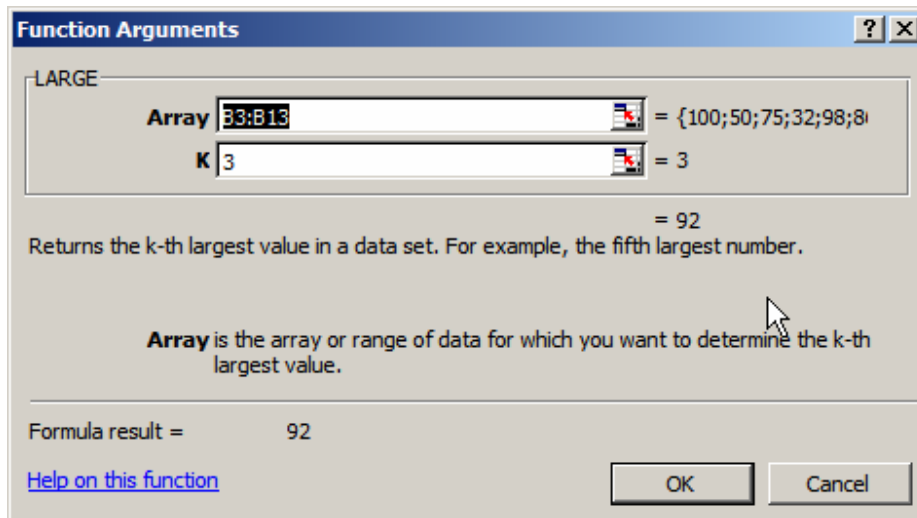 Function Arguments
LARGE
Array B3:B13 = {100;50;75;32;98;8
K 3 = 3
= 92
Returns the k-th largest value in a data set. For example, the fifth largest number.
Array is the array or range of data for which you want to determine the k-th
largest value.
Formula result = 92
Help on this function
OK Cancel